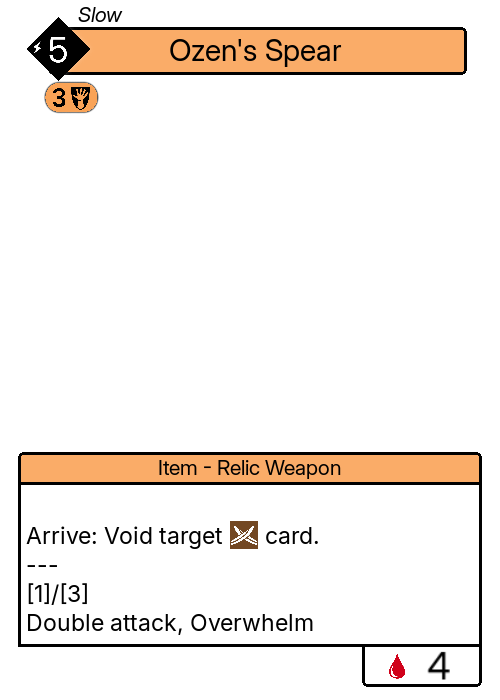 Slow
5
Ozen's Spear
3
Item - Relic Weapon
Arrive: Void target card.
---
[1]/[3]
Double attack, Overwhelm
4